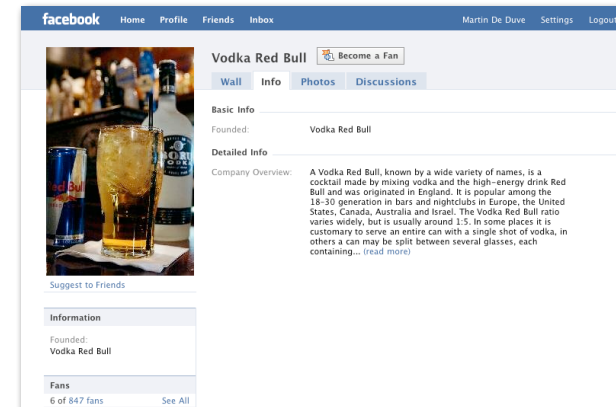 facebook Home Profile Friends Inbox Martin De Duve Settings Logout
Vodka Red Bull Become a Fan
Wall Info Photos Discussions
Basic Info
Founded: Vodka Red Bull
Detailed Info
Company Overview: A Vodka Red Bull, known by a wide variety of names, is a
cocktail made by mixing vodka and the high-energy drink Red
Bull and was originated in England. It is popular among the
18-30 generation in bars and nightclubs in Europe, the United
States, Canada, Australia and Israel. The Vodka Red Bull ratio
varies widely, but is usually around 1:5. In some places it is
customary to serve an entire can with a single shot of vodka, in
others a can may be split between several glasses, each
containing... (read more)
Red Bull
VODKA
Suggest to Friends
Information
Founded:
Vodka Red Bull
Fans
6 of 847 fans See All